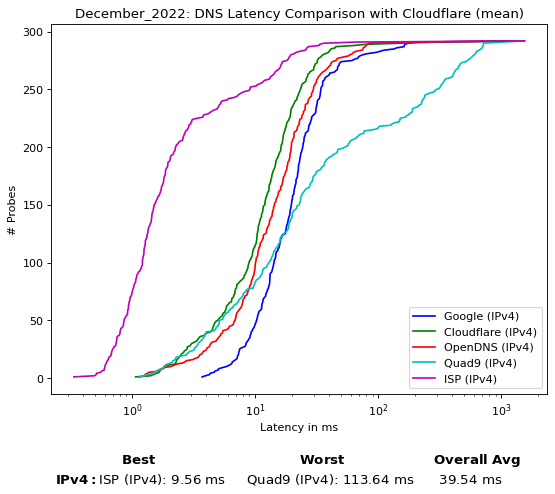 December_2022: DNS Latency Comparison with Cloudflare (mean)
300
250
200
150
100
50
0
# Probes
10⁰ 10¹ 10² 10³
Latency in ms
Google (IPv4)
Cloudflare (IPv4)
OpenDNS (IPv4)
Quad9 (IPv4)
ISP (IPv4)
Best Worst Overall Avg
IPv4: ISP (IPv4): 9.56 ms Quad9 (IPv4): 113.64 ms 39.54 ms